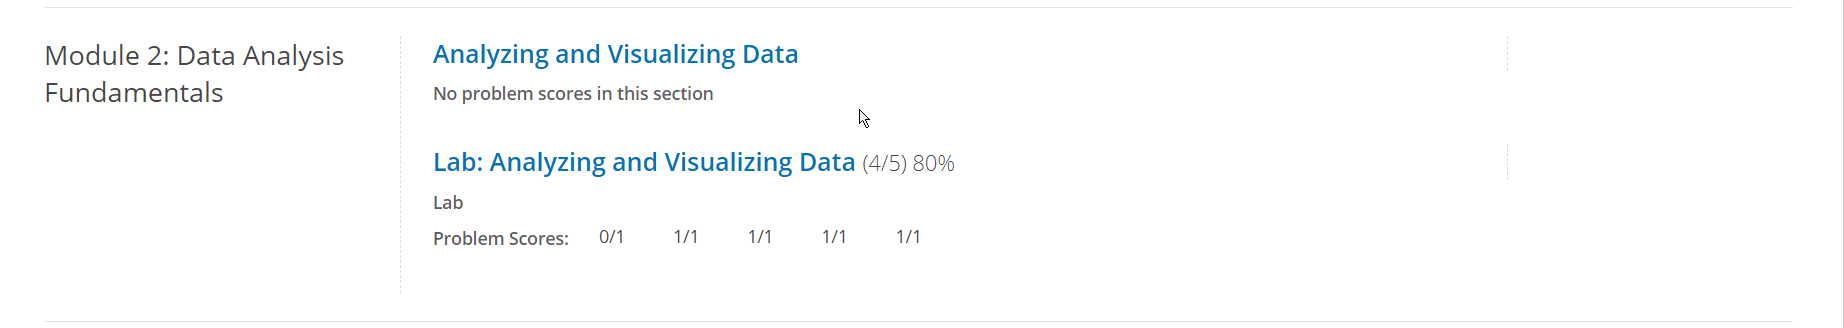 Module 2: Data Analysis
Fundamentals
Analyzing and Visualizing Data
No problem scores in this section
Lab: Analyzing and Visualizing Data (4/5) 80%
Lab
Problem Scores: 0/1 1/1 1/1 1/1 1/1